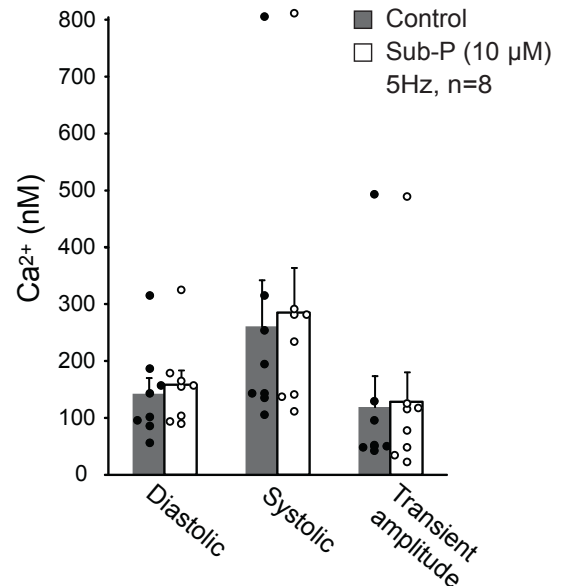 Control
Sub-P (10 µM)
5Hz, n=8
Ca²⁺ (nM)
800
700
600
500
400
300
200
100
0
Diastolic
Systolic
Transient
amplitude